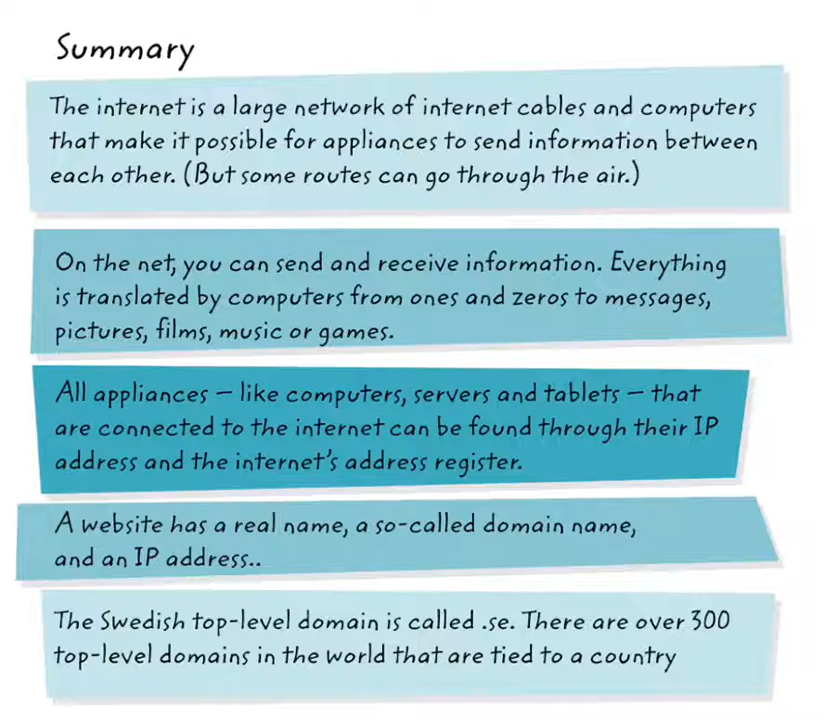 Summary
The internet is a large network of internet cables and computers
that make it possible for appliances to send information between
each other. (But some routes can go through the air.)
On the net, you can send and receive information. Everything
is translated by computers from ones and zeros to messages,
pictures, films, music or games.
All appliances – like computers, servers and tablets – that
are connected to the internet can be found through their IP
address and the internet's address register.
A website has a real name, a so-called domain name,
and an IP address..
The Swedish top-level domain is called .se. There are over 300
top-level domains in the world that are tied to a country